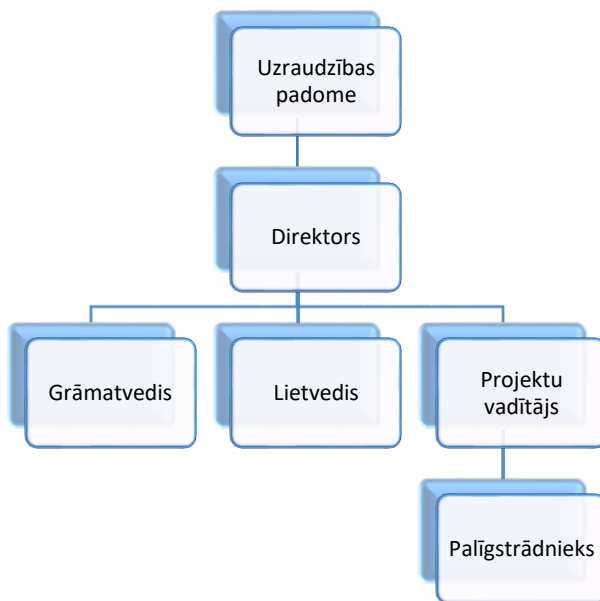 Uzraudzības
padome
Direktors
Grāmatvedis
Lietvedis
Projektu
vadītājs
Palīgstrādnieks